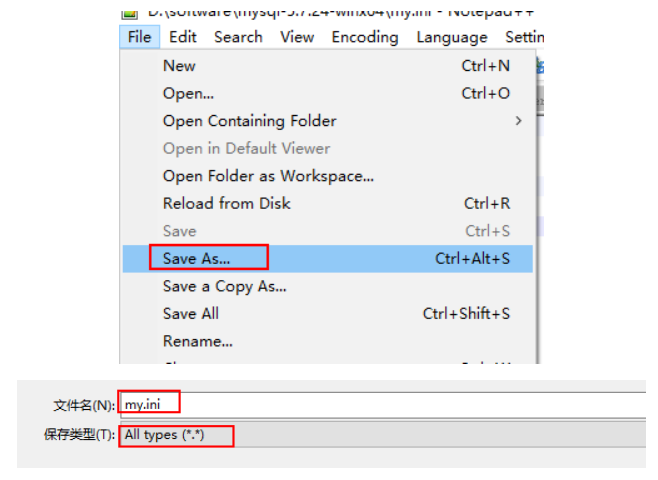 D:\software\mysql-5.7.24-winx64\my.ini - Notepad++
File Edit Search View Encoding Language Settin
New Ctrl+N
Open... Ctrl+O
Open Containing Folder >
Open in Default Viewer
Open Folder as Workspace...
Reload from Disk Ctrl+R
Save Ctrl+S
Save As... Ctrl+Alt+S
Save a Copy As...
Save All Ctrl+Shift+S
Rename...
文件名(N): my.ini
保存类型(T): All types (*.*)